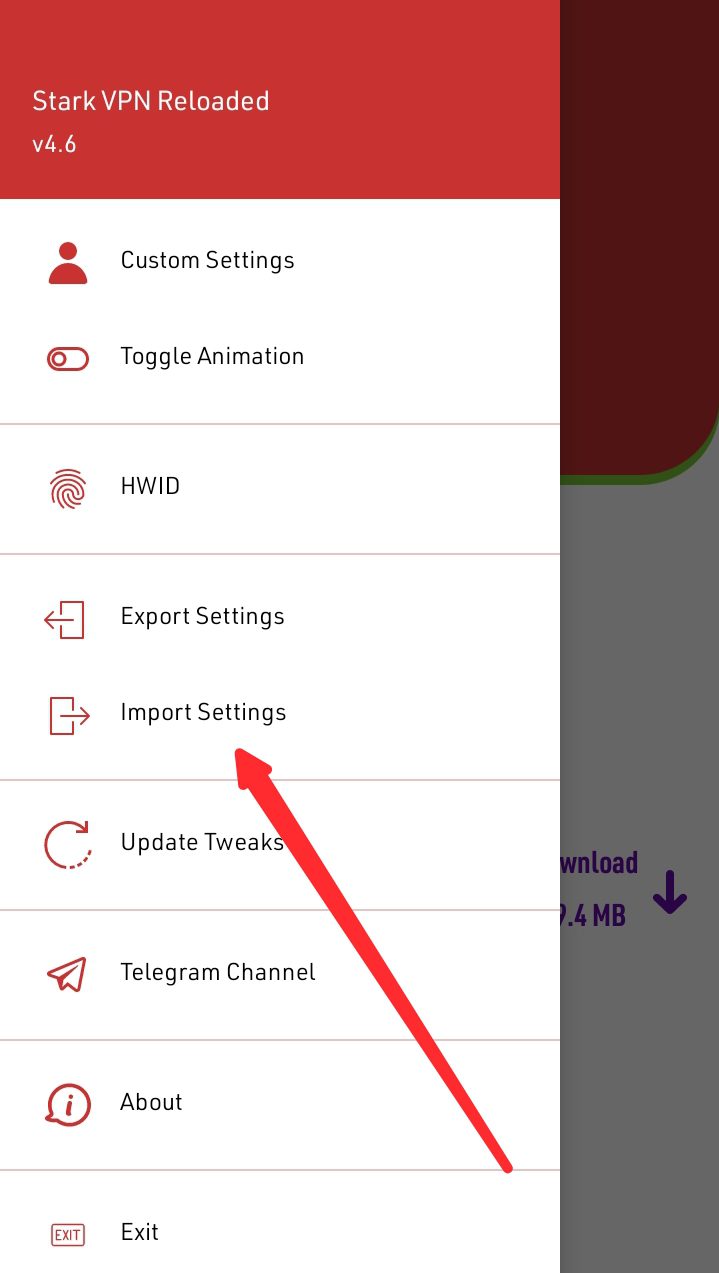 Stark VPN Reloaded
v4.6
Custom Settings
Toggle Animation
HWID
Export Settings
Import Settings
Update Tweaks
wnload
9.4 MB
Telegram Channel
About
EXIT
Exit